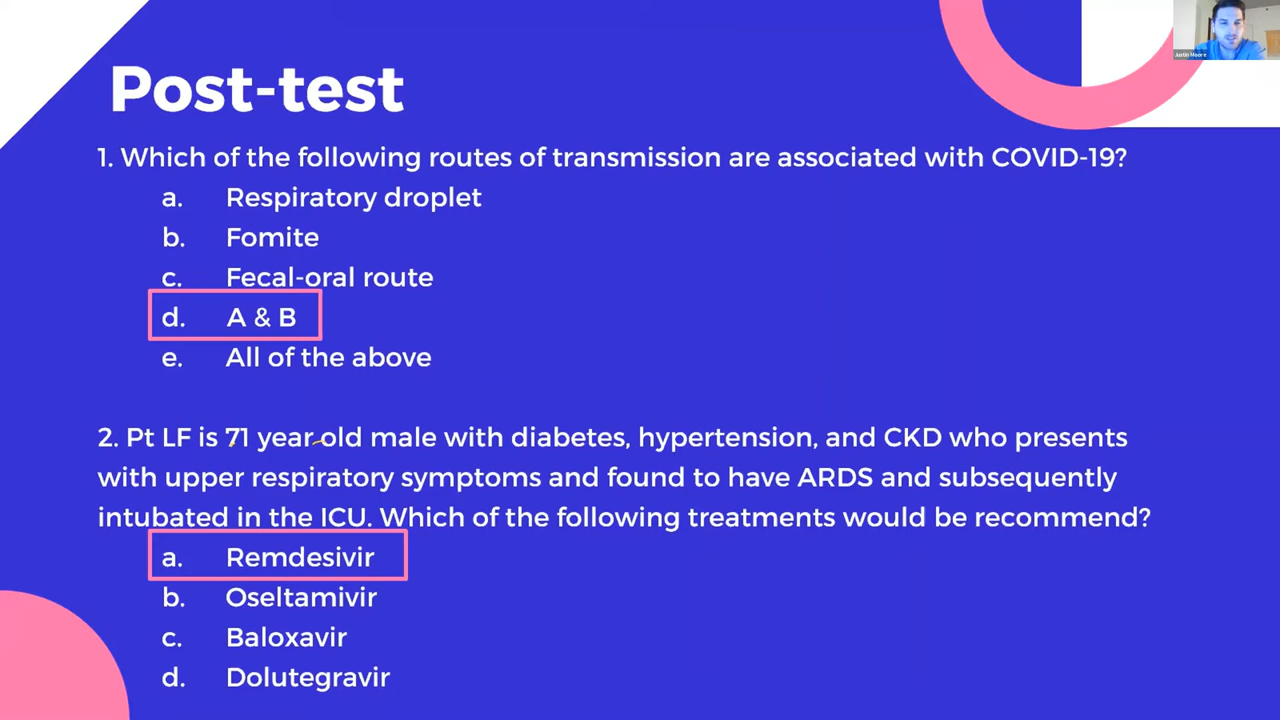 Justin Moore
Post-test
1. Which of the following routes of transmission are associated with COVID-19?
a. Respiratory droplet
b. Fomite
c. Fecal-oral route
d. A & B
e. All of the above
2. Pt LF is 71 year-old male with diabetes, hypertension, and CKD who presents
with upper respiratory symptoms and found to have ARDS and subsequently
intubated in the ICU. Which of the following treatments would be recommend?
a. Remdesivir
b. Oseltamivir
c. Baloxavir
d. Dolutegravir